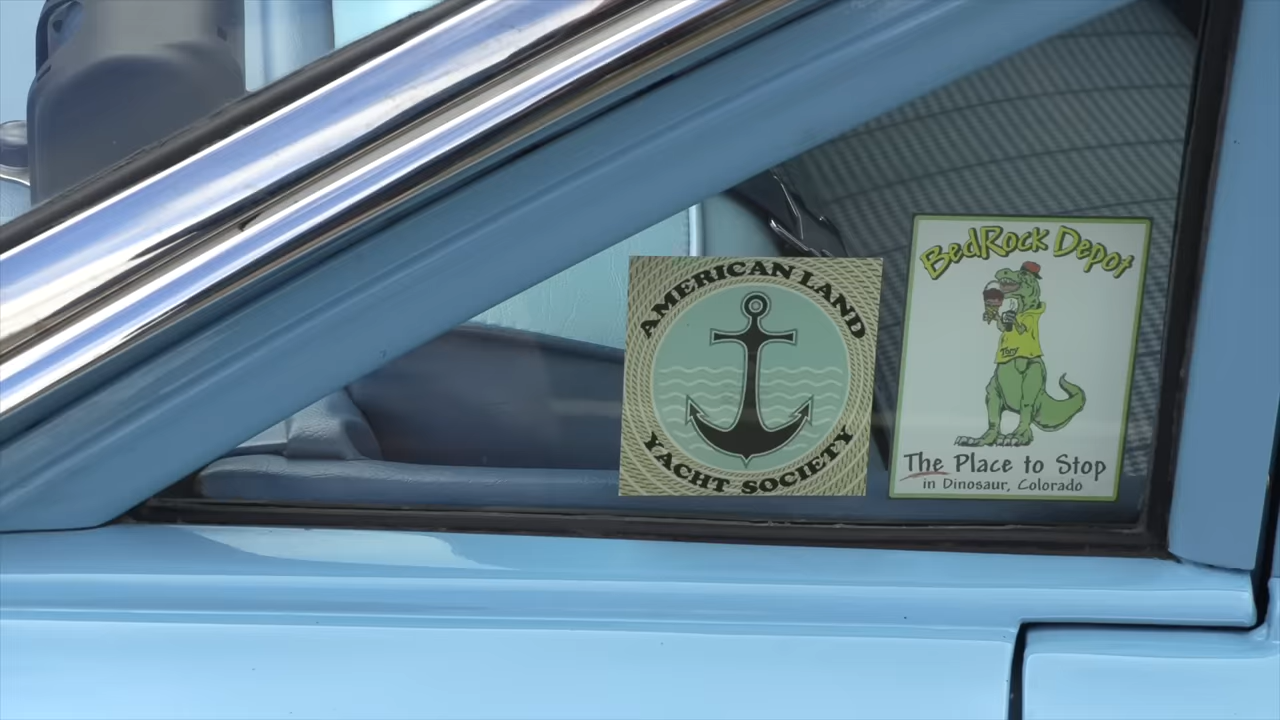 AMERICAN LAND
YACHT SOCIETY
BedRock Depot
The Place to Stop
in Dinosaur, Colorado